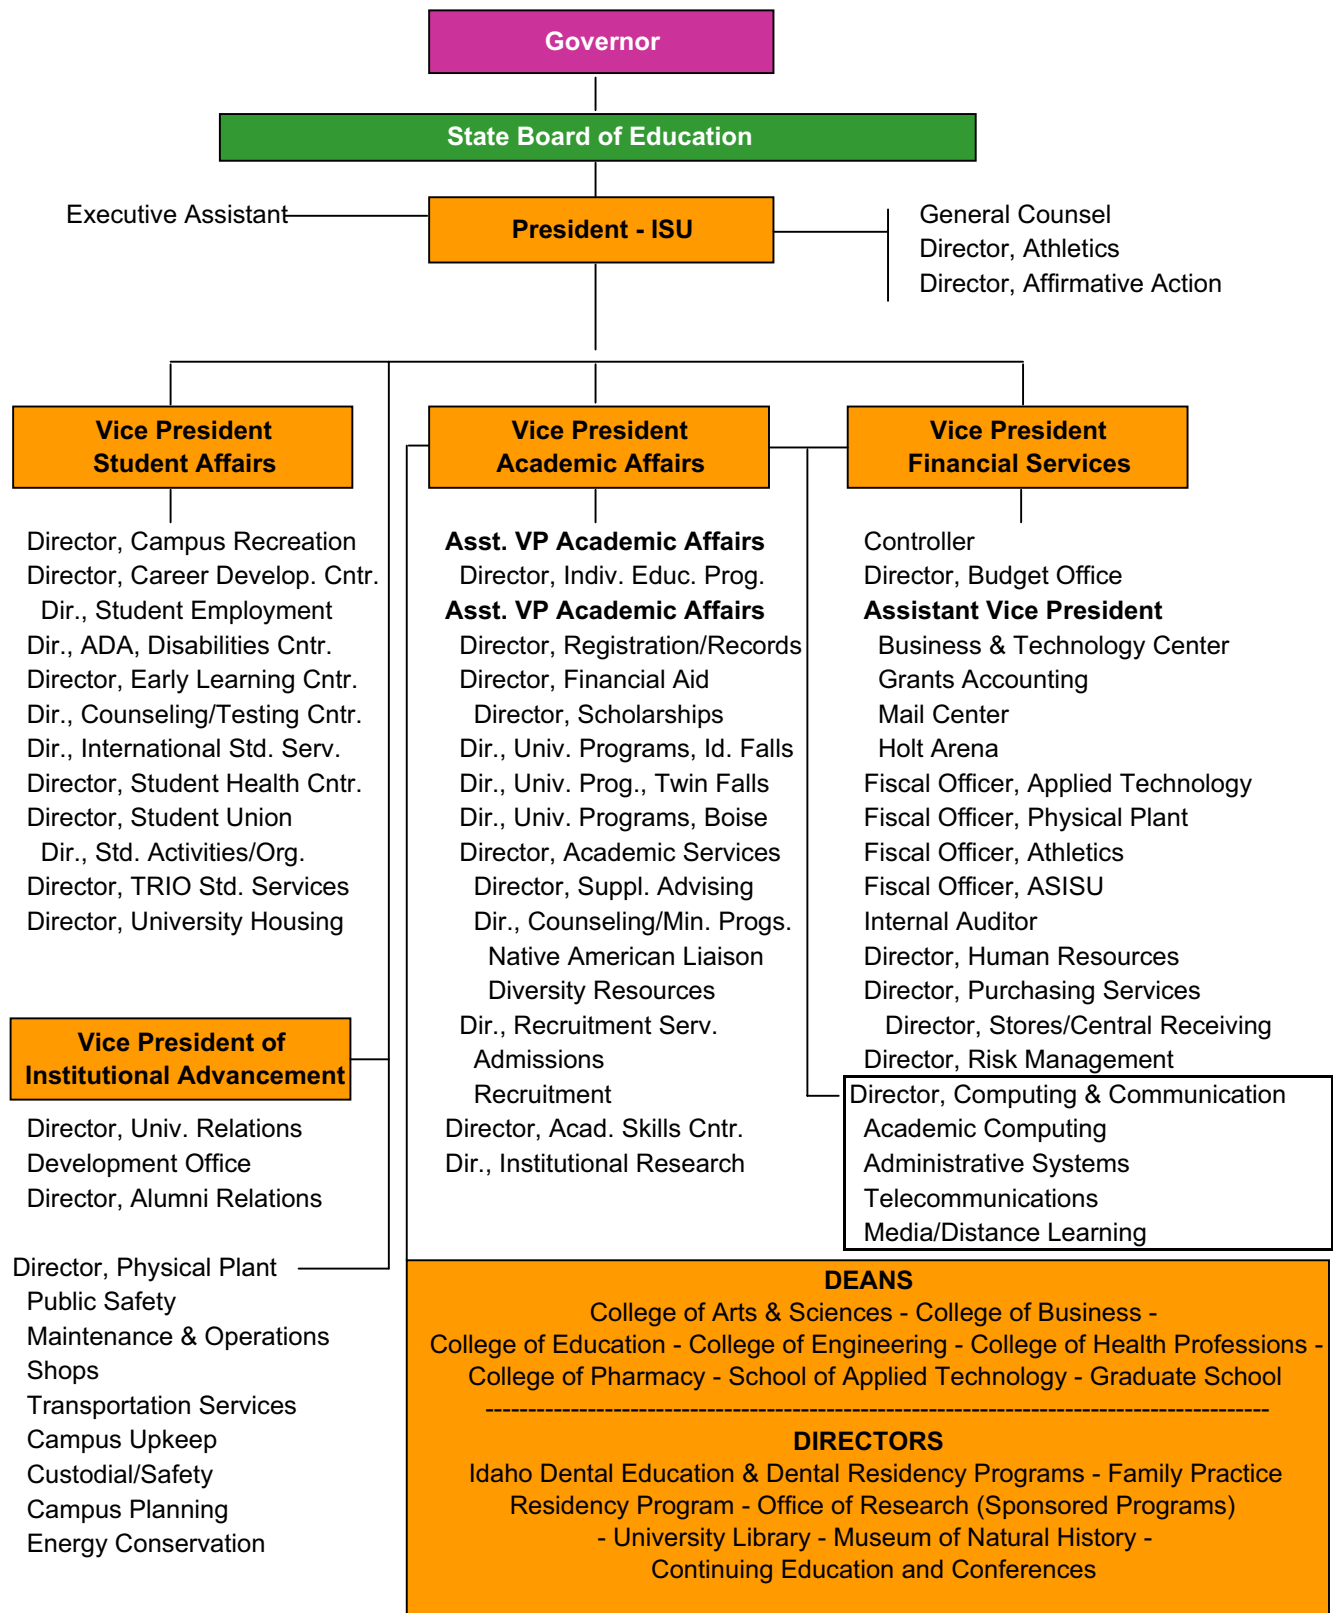 Governor
State Board of Education
Executive Assistant
President - ISU
General Counsel
Director, Athletics
Director, Affirmative Action
Vice President
Student Affairs
Director, Campus Recreation
Director, Career Develop. Cntr.
Dir., Student Employment
Dir., ADA, Disabilities Cntr.
Director, Early Learning Cntr.
Dir., Counseling/Testing Cntr.
Dir., International Std. Serv.
Director, Student Health Cntr.
Director, Student Union
Dir., Std. Activities/Org.
Director, TRIO Std. Services
Director, University Housing
Vice President of
Institutional Advancement
Director, Univ. Relations
Development Office
Director, Alumni Relations
Director, Physical Plant
Public Safety
Maintenance & Operations
Shops
Transportation Services
Campus Upkeep
Custodial/Safety
Campus Planning
Energy Conservation
Vice President
Academic Affairs
Asst. VP Academic Affairs
Director, Indiv. Educ. Prog.
Asst. VP Academic Affairs
Director, Registration/Records
Director, Financial Aid
Director, Scholarships
Dir., Univ. Programs, Id. Falls
Dir., Univ. Prog., Twin Falls
Dir., Univ. Programs, Boise
Director, Academic Services
Director, Suppl. Advising
Dir., Counseling/Min. Progs.
Native American Liaison
Diversity Resources
Dir., Recruitment Serv.
Admissions
Recruitment
Director, Acad. Skills Cntr.
Dir., Institutional Research
Vice President
Financial Services
Controller
Director, Budget Office
Assistant Vice President
Business & Technology Center
Grants Accounting
Mail Center
Holt Arena
Fiscal Officer, Applied Technology
Fiscal Officer, Physical Plant
Fiscal Officer, Athletics
Fiscal Officer, ASISU
Internal Auditor
Director, Human Resources
Director, Purchasing Services
Director, Stores/Central Receiving
Director, Risk Management
Director, Computing & Communication
Academic Computing
Administrative Systems
Telecommunications
Media/Distance Learning
DEANS
College of Arts & Sciences - College of Business -
College of Education - College of Engineering - College of Health Professions -
College of Pharmacy - School of Applied Technology - Graduate School
DIRECTORS
Idaho Dental Education & Dental Residency Programs - Family Practice
Residency Program - Office of Research (Sponsored Programs)
- University Library - Museum of Natural History -
Continuing Education and Conferences